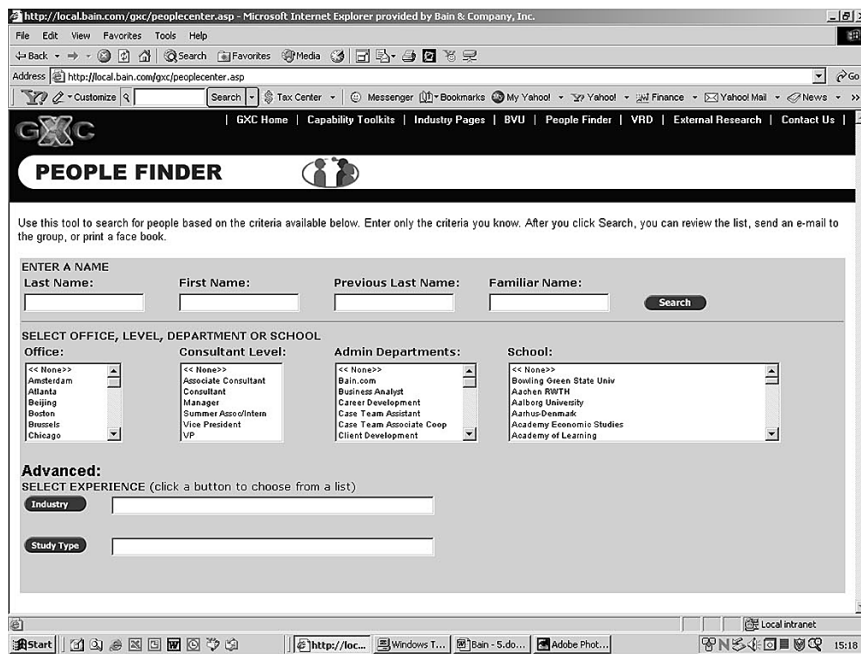 http://local.bain.com/gxc/peoplecenter.asp - Microsoft Internet Explorer provided by Bain & Company, Inc.
File Edit View Favorites Tools Help
Back Search Favorites Media
Address http://local.bain.com/gxc/peoplecenter.asp Go
Y? Customize Search Tax Center Messenger Bookmarks My Yahoo! Yahoo! Finance Yahoo! Mail News
GXC
| GXC Home | Capability Toolkits | Industry Pages | BVU | People Finder | VRD | External Research | Contact Us |
PEOPLE FINDER
Use this tool to search for people based on the criteria available below. Enter only the criteria you know. After you click Search, you can review the list, send an e-mail to
the group, or print a face book.
ENTER A NAME
Last Name: First Name: Previous Last Name: Familiar Name:
Search
SELECT OFFICE, LEVEL, DEPARTMENT OR SCHOOL
Office: Consultant Level: Admin Departments: School:
<< None>> << None>> << None>> << None>>
Amsterdam Associate Consultant Bain.com Bowling Green State Univ
Atlanta Consultant Business Analyst Aachen RWTH
Beijing Manager Career Development Aalborg University
Boston Summer Assoc/Intern Case Team Assistant Aarhus-Denmark
Brussels Vice President Case Team Associate Coop Academy Economic Studies
Chicago VP Client Development Academy of Learning
Advanced:
SELECT EXPERIENCE (click a button to choose from a list)
Industry
Study Type
Local intranet
Start http://loc... Windows T... Bain - 5.do... Adobe Phot... 15:18